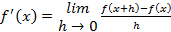 f′(x) = lim h → 0 f(x+h)−f(x) / h